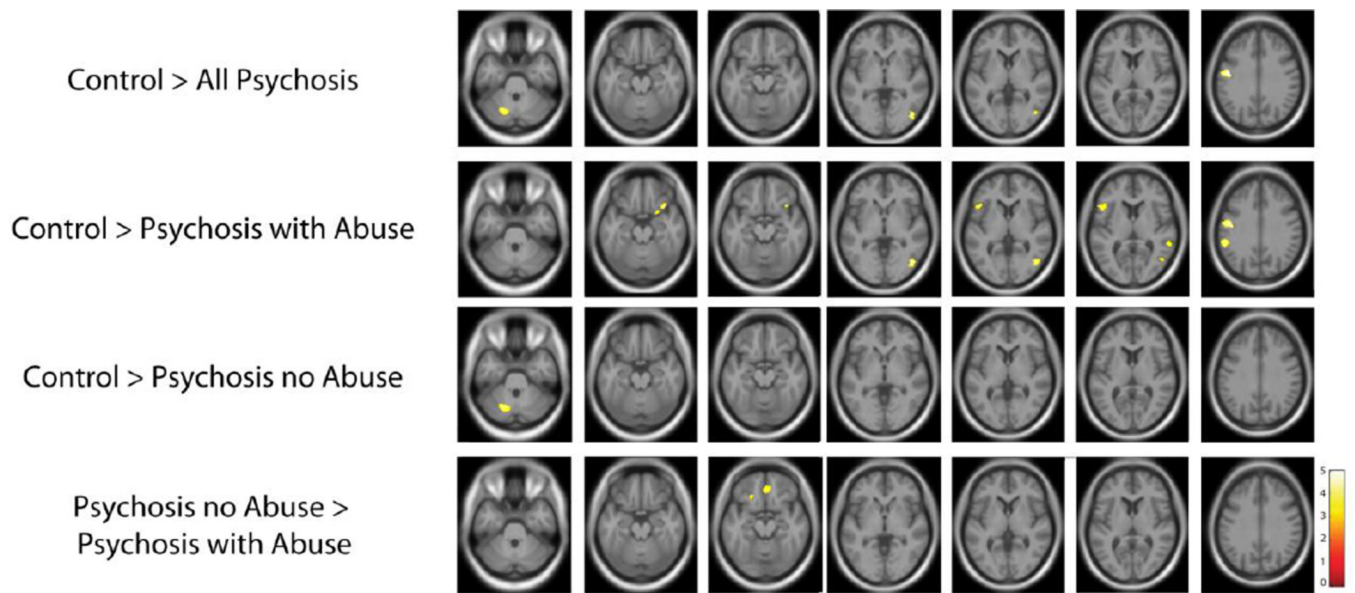 Control > All Psychosis
Control > Psychosis with Abuse
Control > Psychosis no Abuse
Psychosis no Abuse >
Psychosis with Abuse
5
4
3
2
1
0